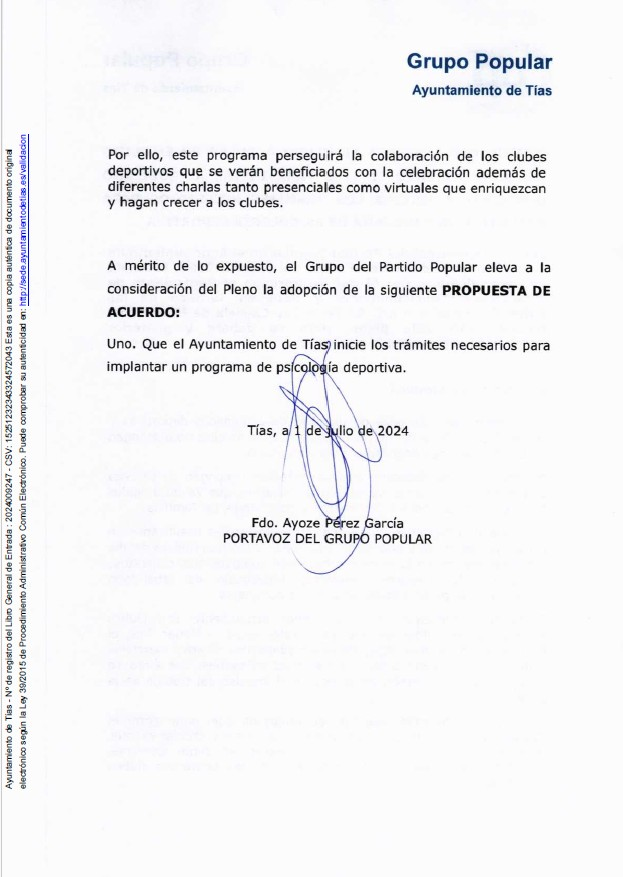 Grupo Popular
Ayuntamiento de Tías
Por ello, este programa perseguirá la colaboración de los clubes
deportivos que se verán beneficiados con la celebración además de
diferentes charlas tanto presenciales como virtuales que enriquezcan
y hagan crecer a los clubes.
A mérito de lo expuesto, el Grupo del Partido Popular eleva a la
consideración del Pleno la adopción de la siguiente PROPUESTA DE
ACUERDO:
Uno. Que el Ayuntamiento de Tías inicie los trámites necesarios para
implantar un programa de psicología deportiva.
Tías, a 1 de julio de 2024
Fdo. Ayoze Pérez García
PORTAVOZ DEL GRUPO POPULAR
Ayuntamiento de Tías - Nº de registro del Libro General de Entrada : 2024009247 - CSV: 15251232343324572043 Esta es una copia auténtica de documento original
electrónico según la Ley 39/2015 de Procedimiento Administrativo Común Electrónico. Puede comprobar su autenticidad en: http://sede.ayuntamientodetias.es/validacion